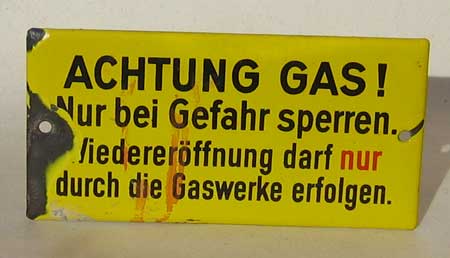 ACHTUNG GAS!
Nur bei Gefahr sperren.
Wiedereröffnung darf nur
durch die Gaswerke erfolgen.